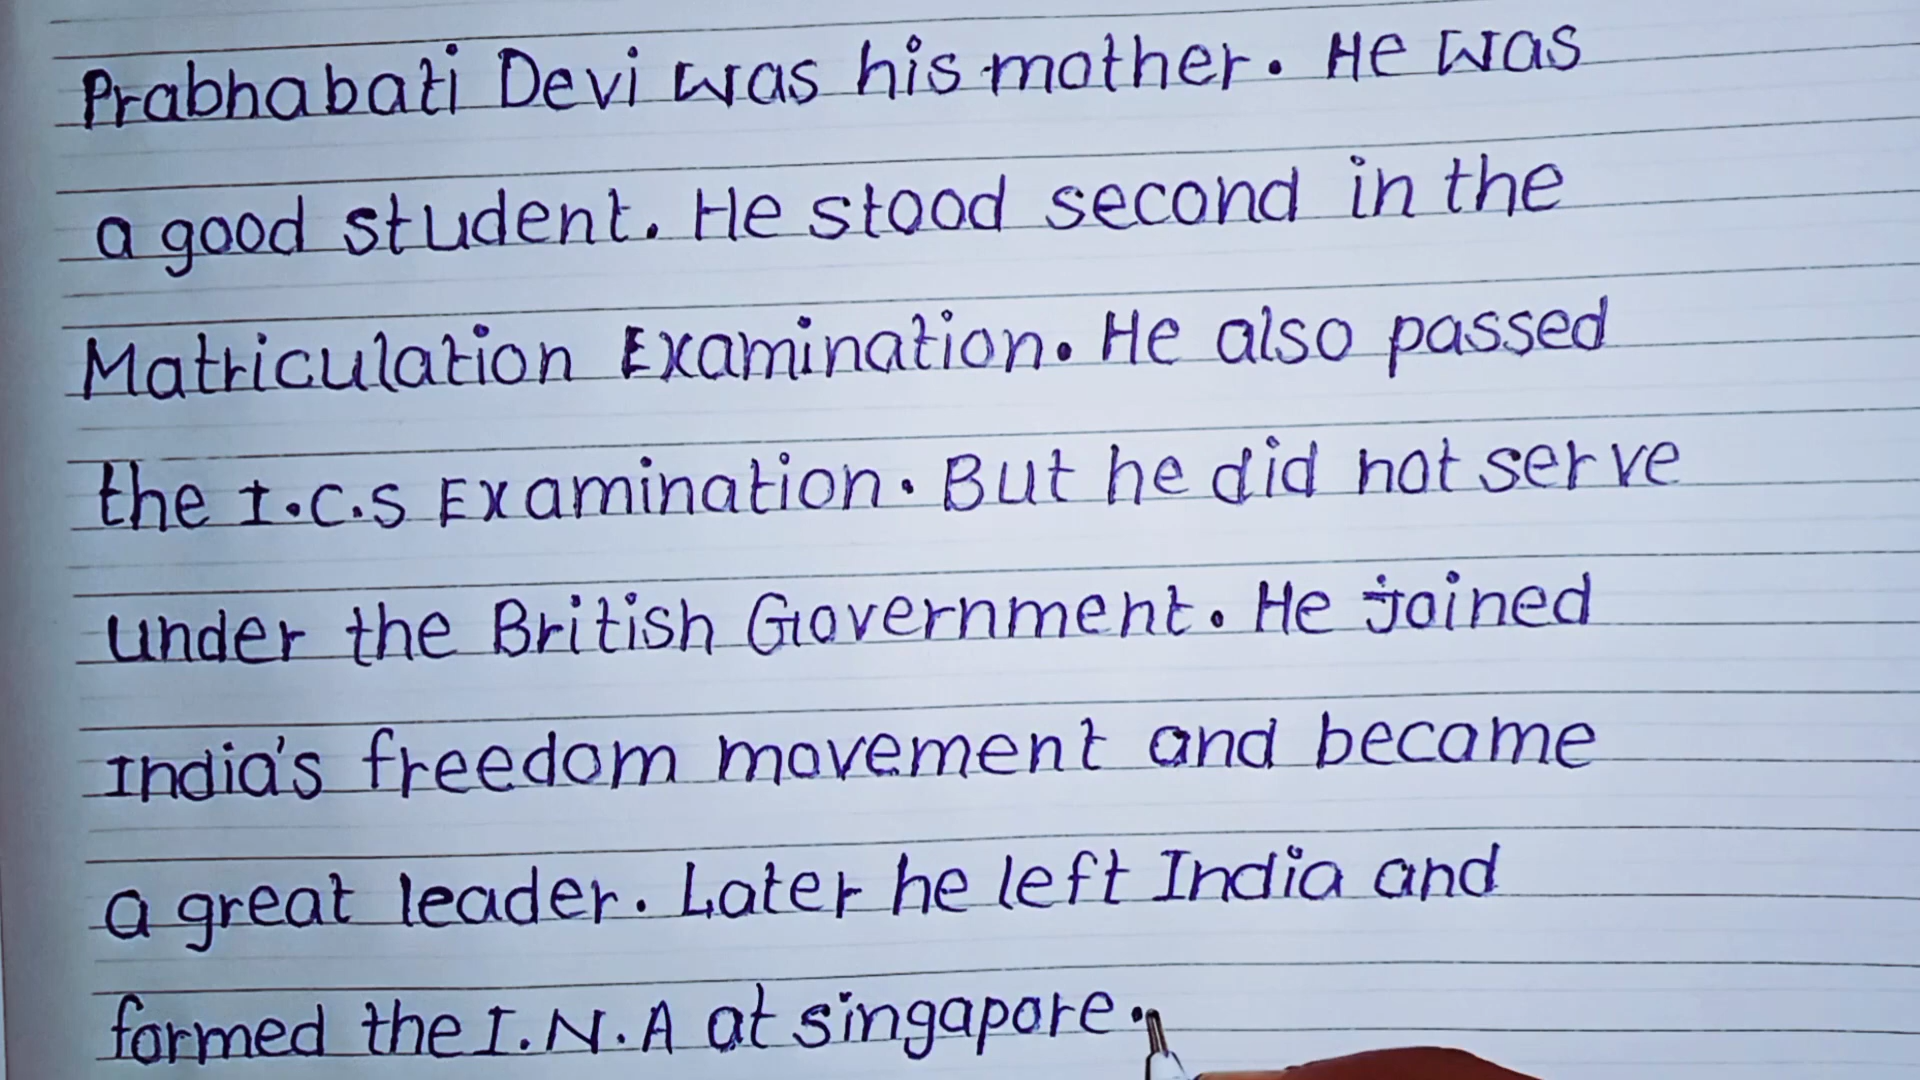 Prabhabati Devi was his mother. He was
a good student. He stood second in the
Matriculation Examination. He also passed
the I.C.S Examination. But he did not serve
under the British Government. He joined
India's freedom movement and became
a great leader. Later he left India and
formed the I.N.A at singapore.